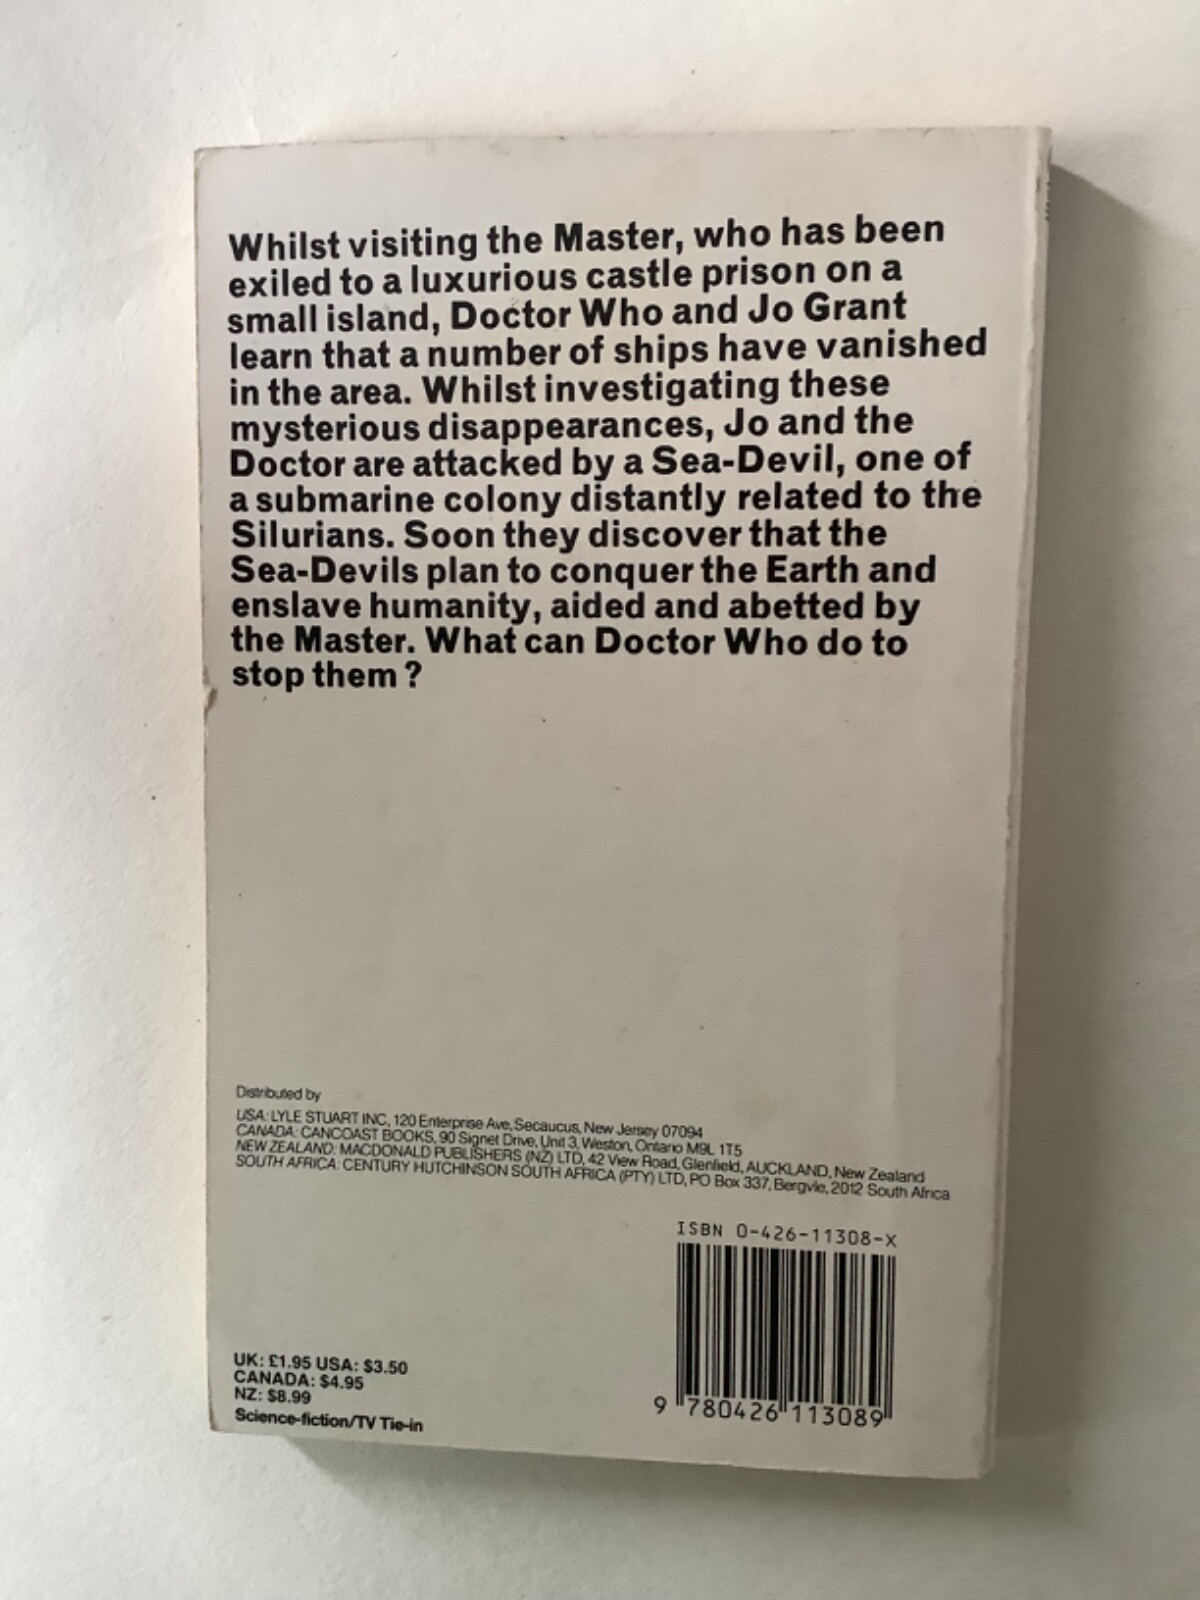 Whilst visiting the Master, who has been
exiled to a luxurious castle prison on a
small island, Doctor Who and Jo Grant
learn that a number of ships have vanished
in the area. Whilst investigating these
mysterious disappearances, Jo and the
Doctor are attacked by a Sea-Devil, one of
a submarine colony distantly related to the
Silurians. Soon they discover that the
Sea-Devils plan to conquer the Earth and
enslave humanity, aided and abetted by
the Master. What can Doctor Who do to
stop them?
Distributed by
USA: LYLE STUART INC, 120 Enterprise Ave, Secaucus, New Jersey 07094
CANADA: CANCOAST BOOKS, 90 Signet Drive, Unit 3, Weston, Ontario M9L 1T5
NEW ZEALAND: MACDONALD PUBLISHERS (NZ) LTD, 42 View Road, Glenfield, AUCKLAND, New Zealand
SOUTH AFRICA: CENTURY HUTCHINSON SOUTH AFRICA (PTY) LTD, PO Box 337, Bergvle, 2012 South Africa
ISBN 0-426-11308-X
UK: £1.95 USA: $3.50
CANADA: $4.95
NZ: $8.99
Science-fiction/TV Tie-in
9 780426 113089